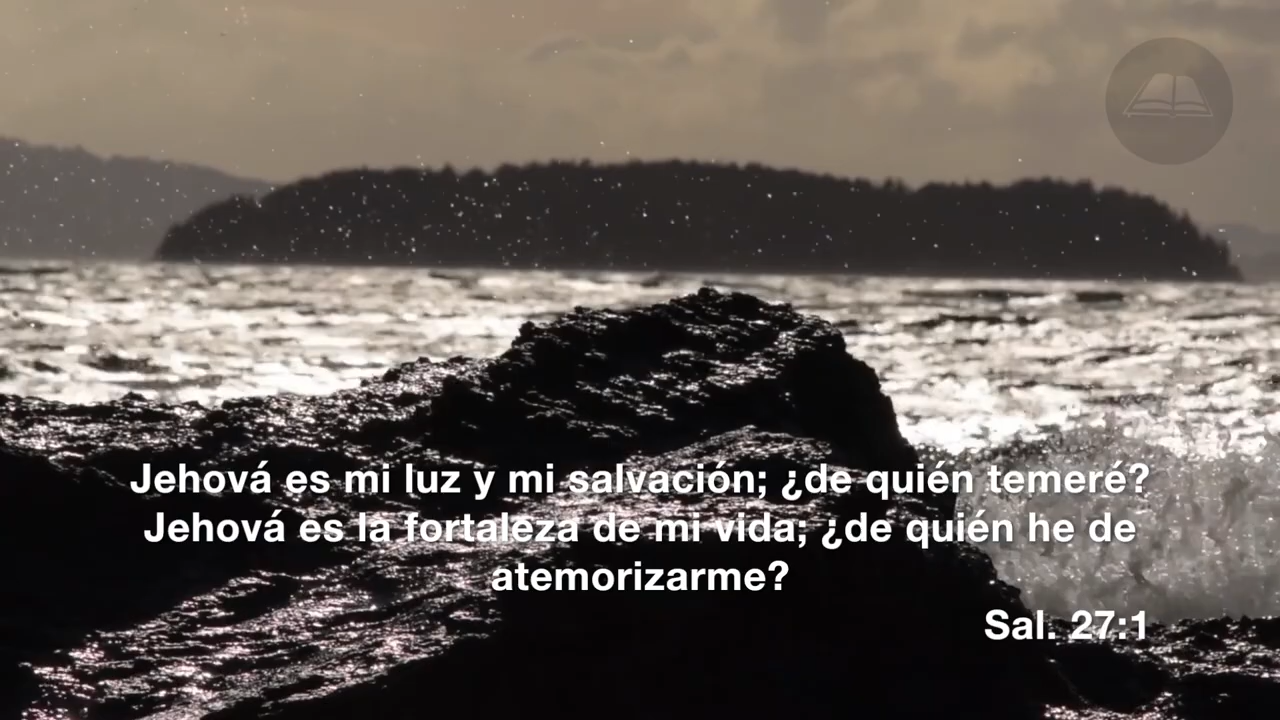 Jehová es mi luz y mi salvación; ¿de quién temeré?
Jehová es la fortaleza de mi vida; ¿de quién he de
atemorizarme?
Sal. 27:1